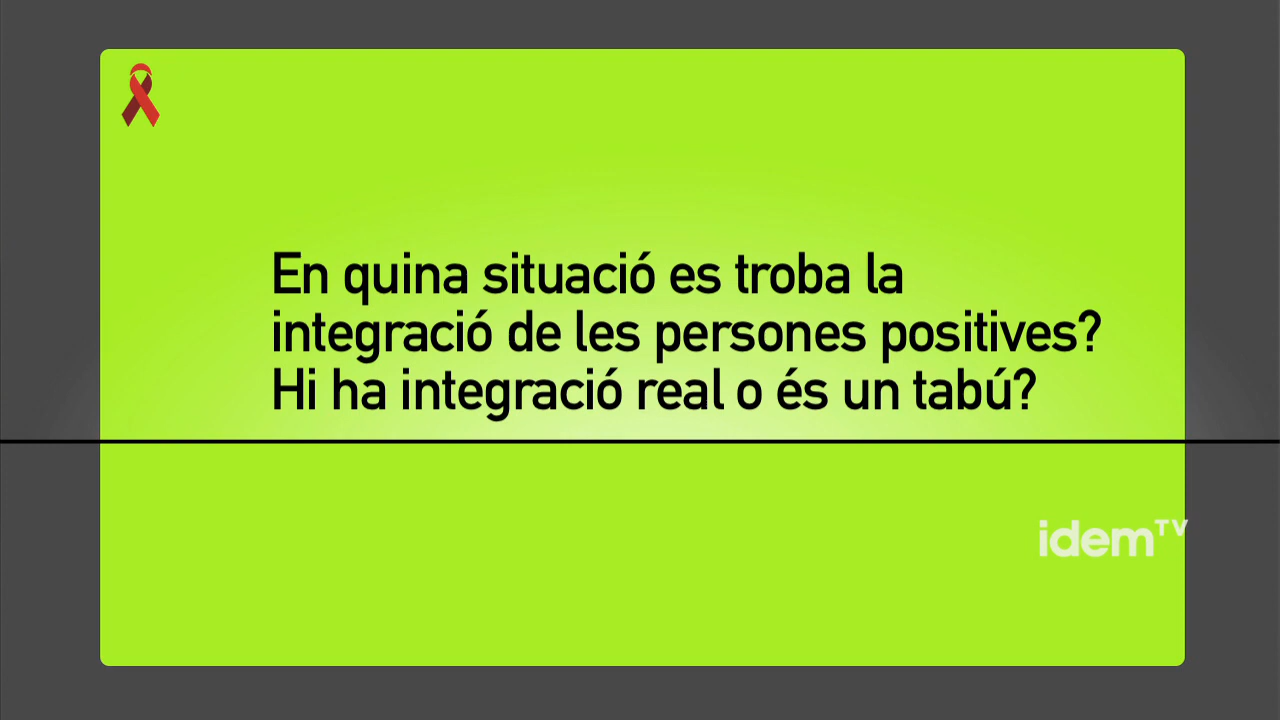 En quina situació es troba la
integració de les persones positives?
Hi ha integració real o és un tabú?
idemTV